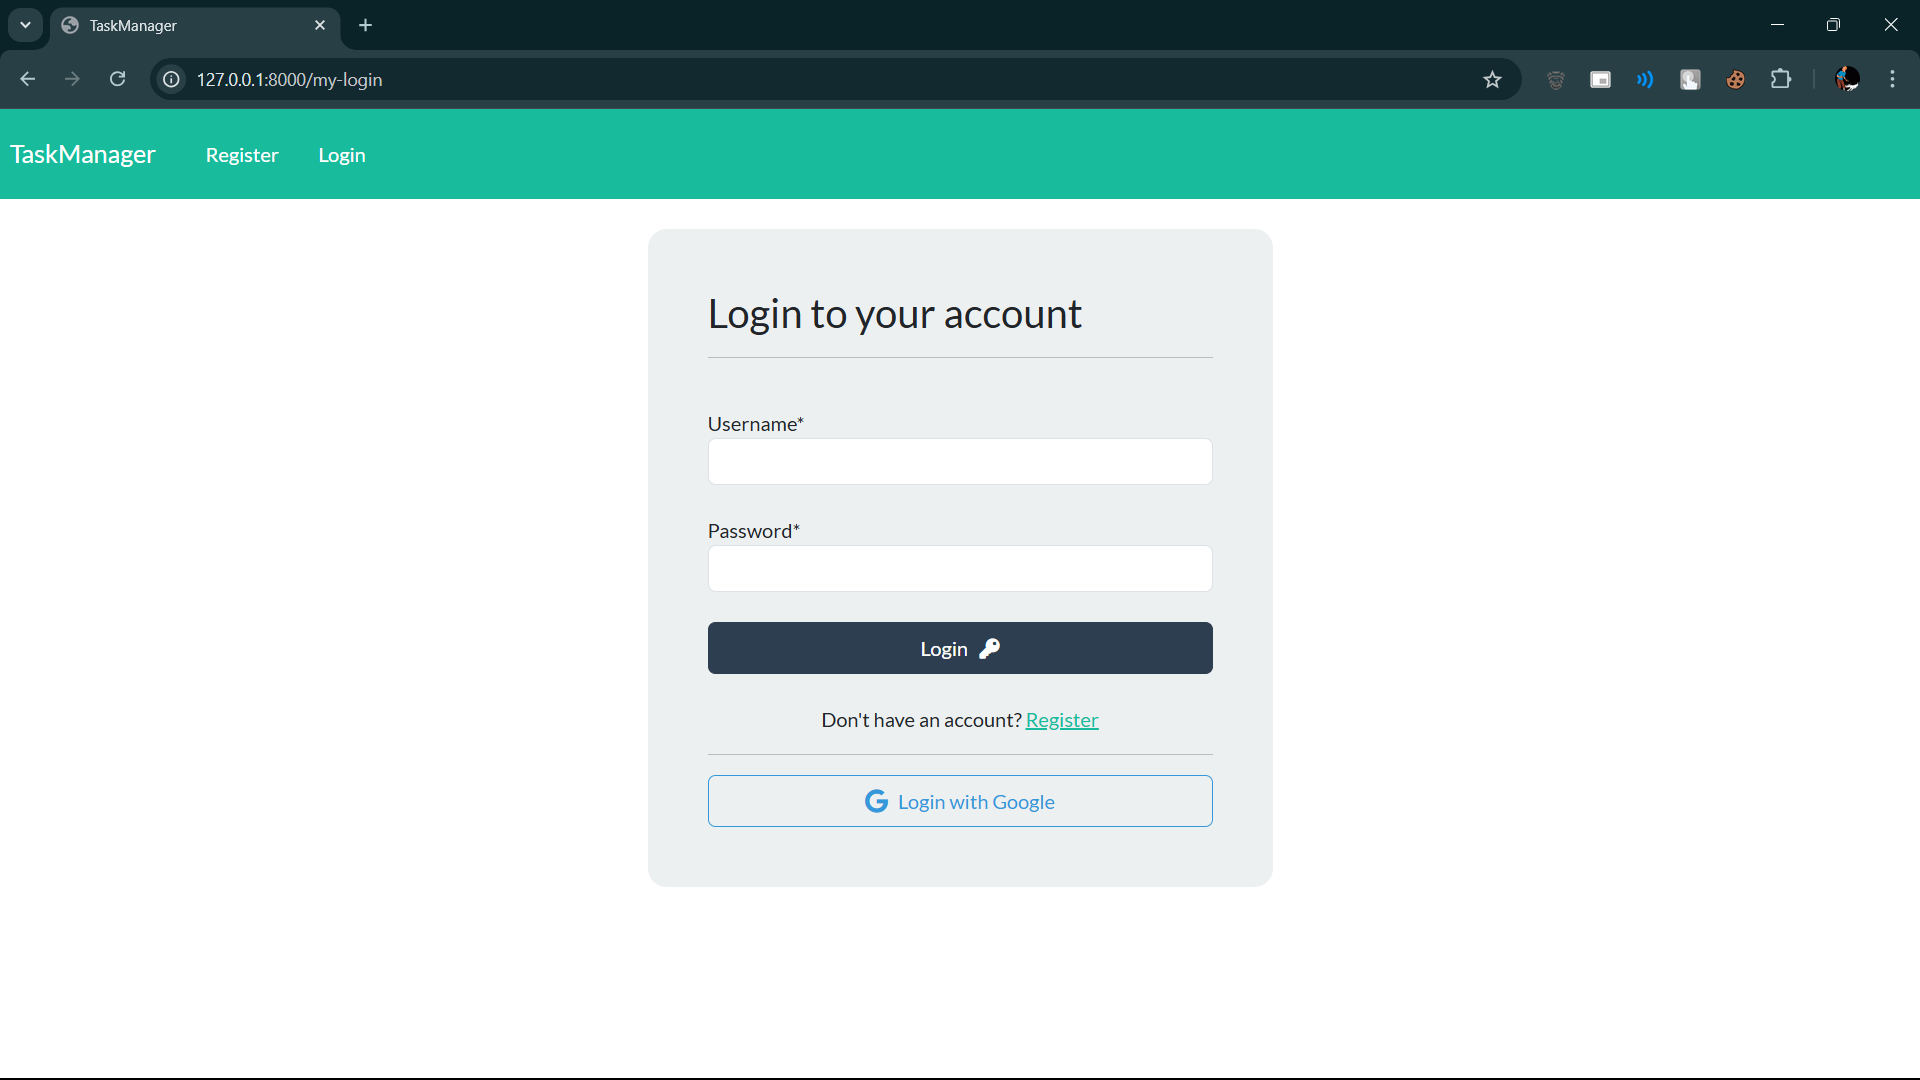 TaskManager
127.0.0.1:8000/my-login
TaskManager Register Login
Login to your account
Username*
Password*
Login
Don't have an account? Register
G Login with Google